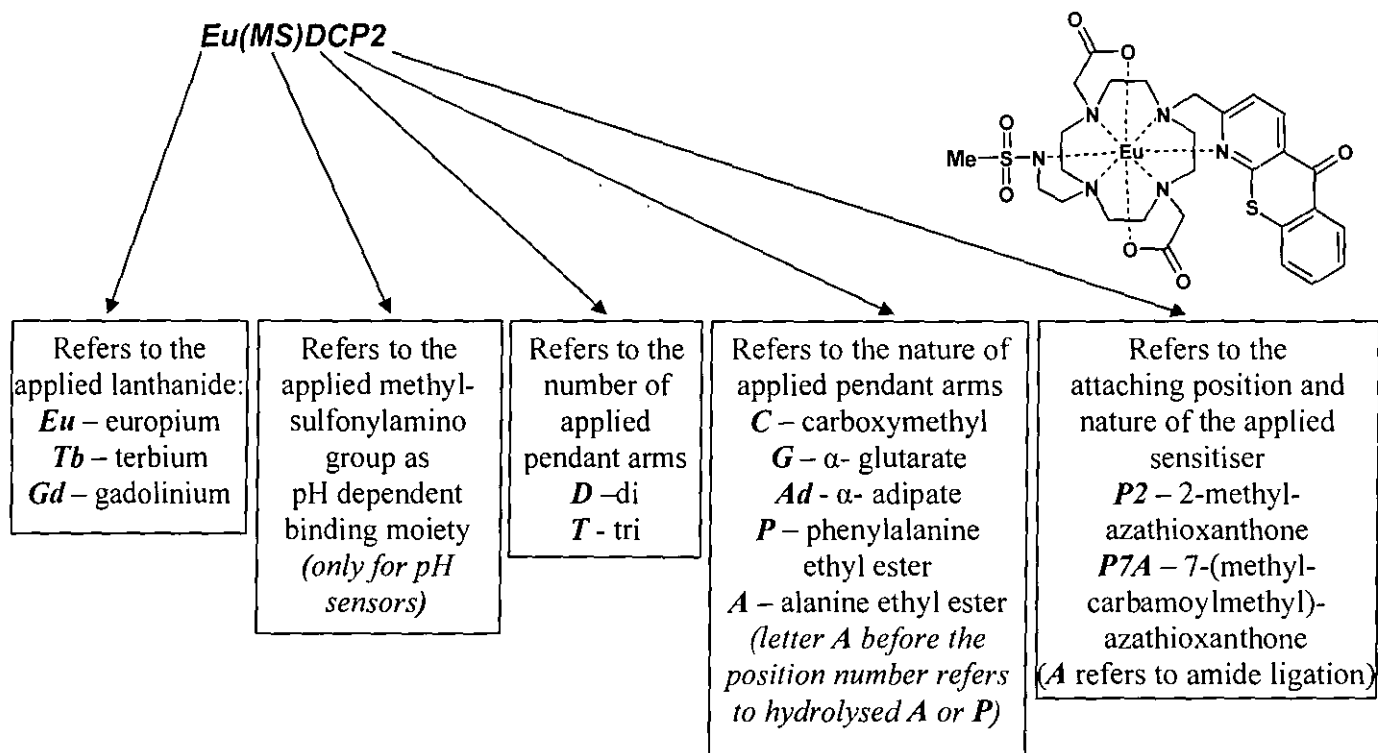 Eu(MS)DCP2
O
O
N
N
O
Me
S
N
Eu
N
O
O
N
N
S
O
O
Refers to the
applied lanthanide:
Eu – europium
Tb – terbium
Gd – gadolinium
Refers to the
applied methyl-
sulfonylamino
group as
pH dependent
binding moiety
(only for pH
sensors)
Refers to the
number of
applied
pendant arms
D –di
T - tri
Refers to the nature of
applied pendant arms
C – carboxymethyl
G – α- glutarate
Ad - α- adipate
P – phenylalanine
ethyl ester
A – alanine ethyl ester
(letter A before the
position number refers
to hydrolysed A or P)
Refers to the
attaching position and
nature of the applied
sensitiser
P2 – 2-methyl-
azathioxanthone
P7A – 7-(methyl-
carbamoylmethyl)-
azathioxanthone
(A refers to amide ligation)